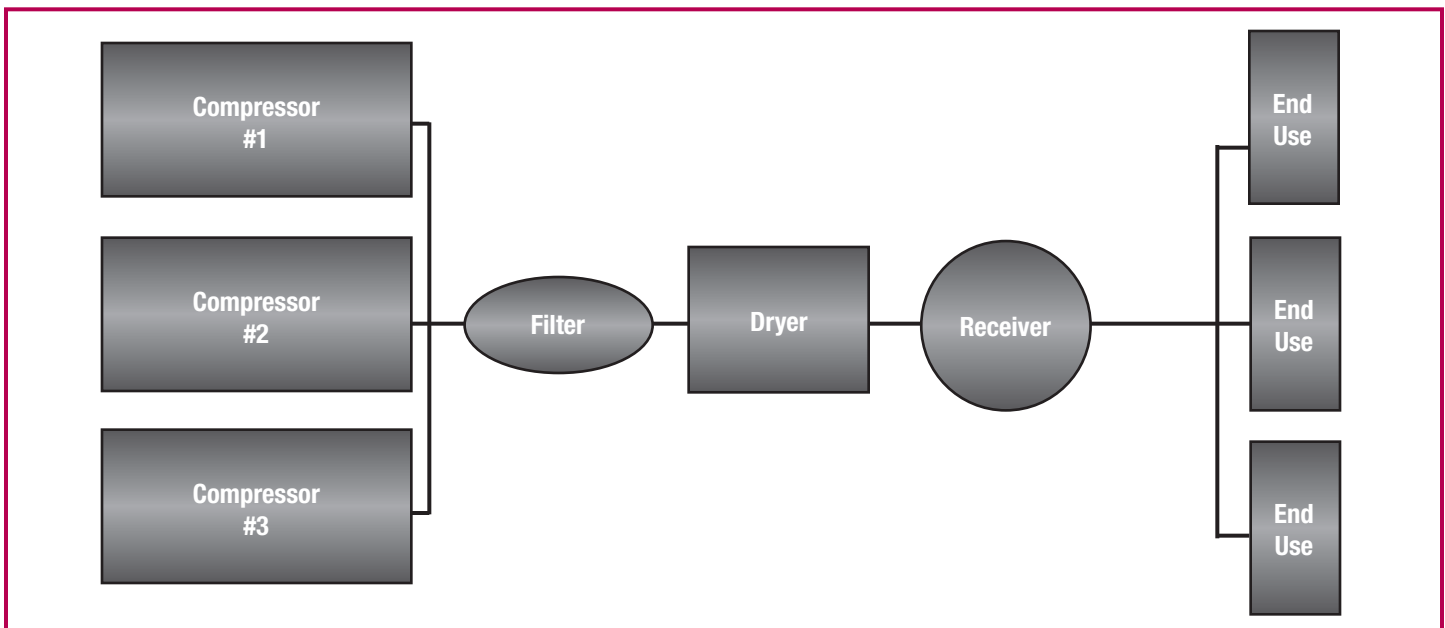 Compressor
#1
Compressor
#2
Compressor
#3
Filter
Dryer
Receiver
End
Use
End
Use
End
Use